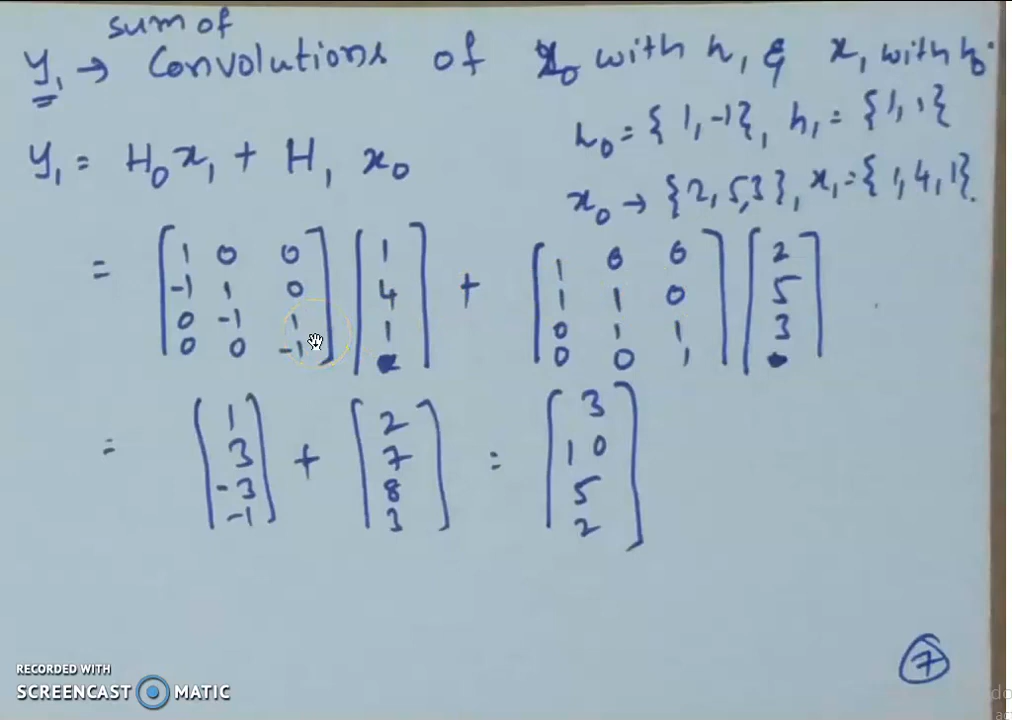 sum of
Y₁ → Convolutions of x₀ with h₁ & x₁ with h₀.
h₀ = { 1, -1}, h₁ = {1, 1}
Y₁ = H₀x₁ + H₁ x₀
x₀ → {2, 5, 3}, x₁ = { 1, 4, 1}.
= [1 0 0] [1] + [1 0 0] [2]
[-1 1 0] [4] [1 1 0] [5]
[0 -1 1] [1] [0 1 1] [3]
[0 0 -1] [0 0 1]
= [1] + [2] = [3]
[3] [7] [10]
[-3] [8] [5]
[-1] [3] [2]
7
RECORDED WITH
SCREENCAST MATIC